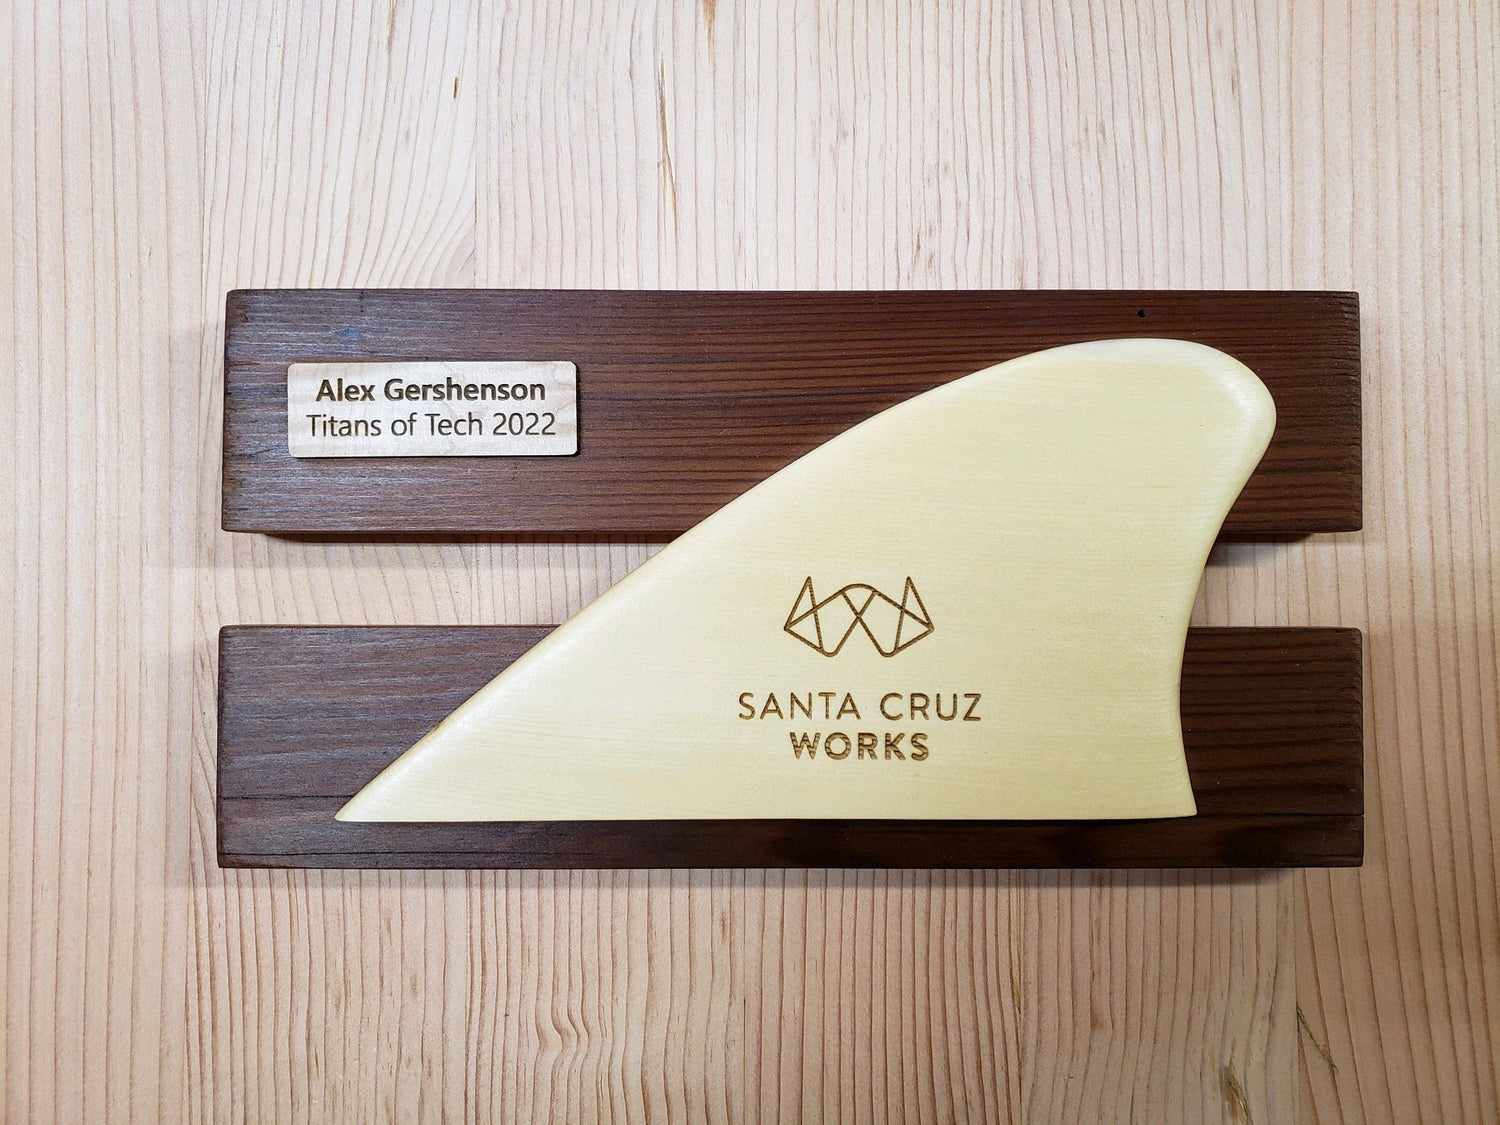 Alex Gershenson
Titans of Tech 2022
SANTA CRUZ
WORKS